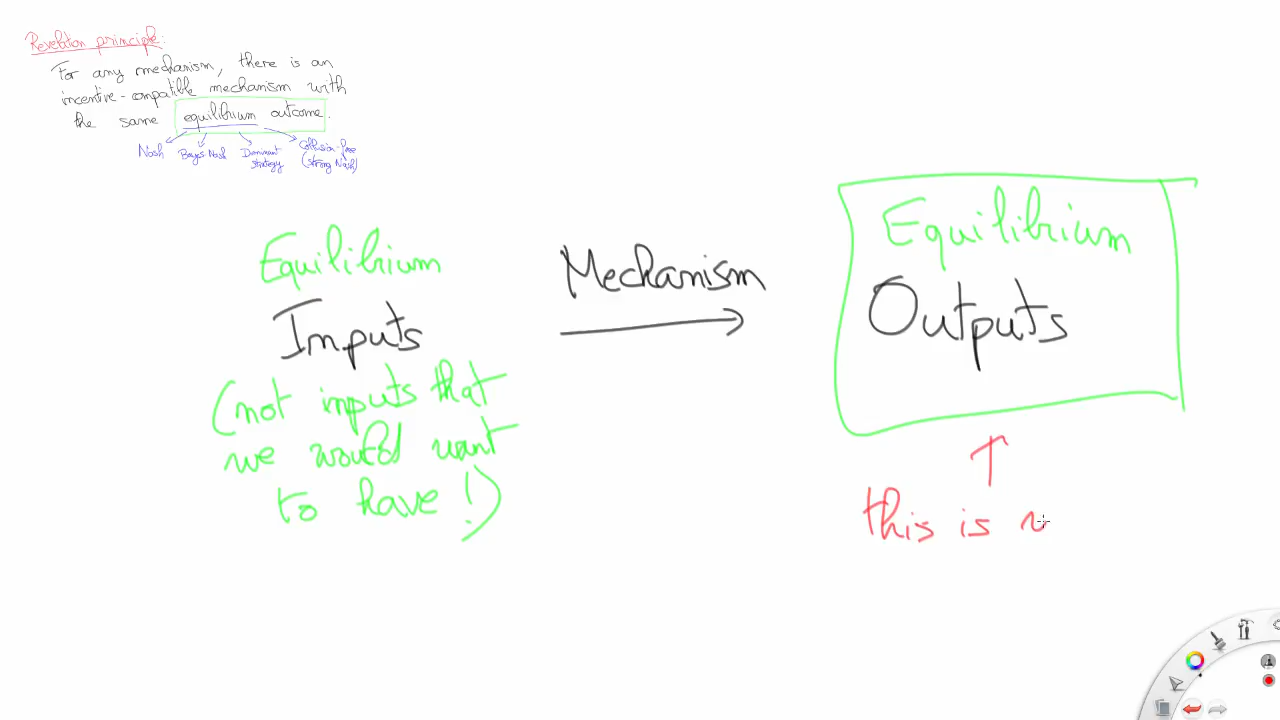 Revelation principle:
For any mechanism, there is an
incentive-compatible mechanism with
the same equilibrium outcome.
Nash Bayes-Nash Dominant strategy Collusion-free (strong Nash)
Equilibrium
Inputs
(not inputs that
we would want
to have!)
Mechanism
Equilibrium
Outputs
this is